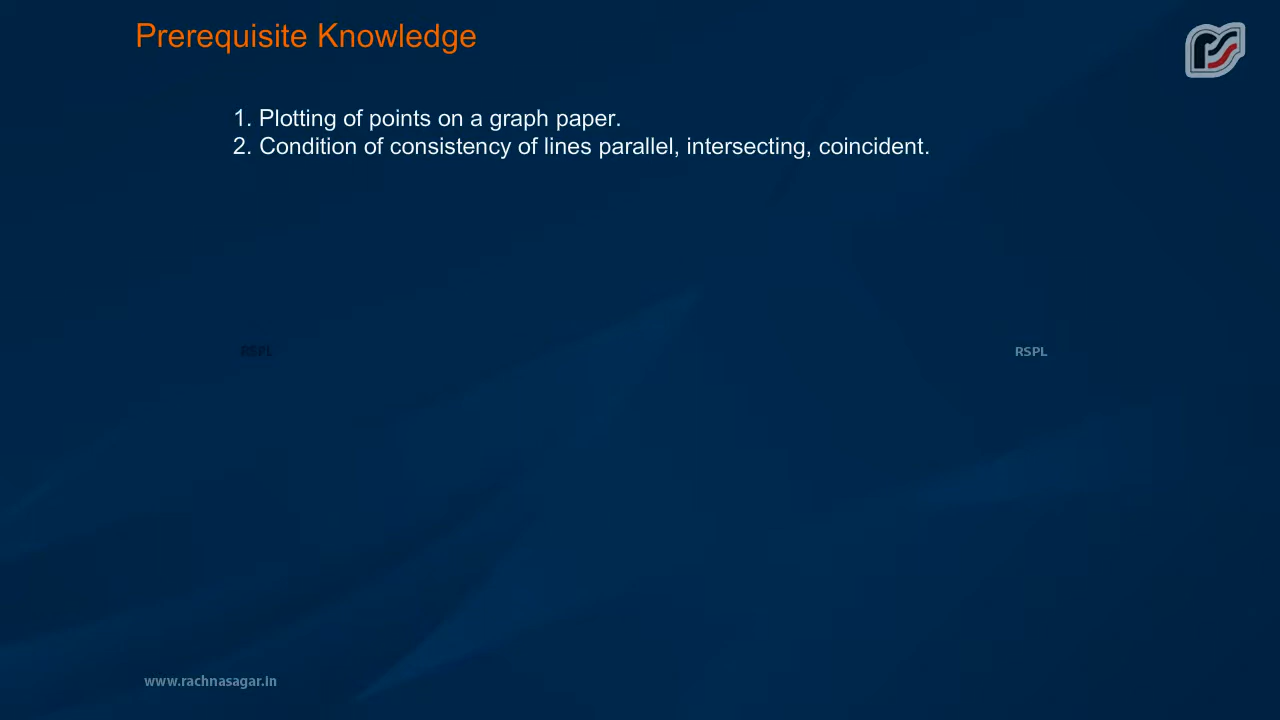 Prerequisite Knowledge
1. Plotting of points on a graph paper.
2. Condition of consistency of lines parallel, intersecting, coincident.
RSPL
RSPL
www.rachnasagar.in